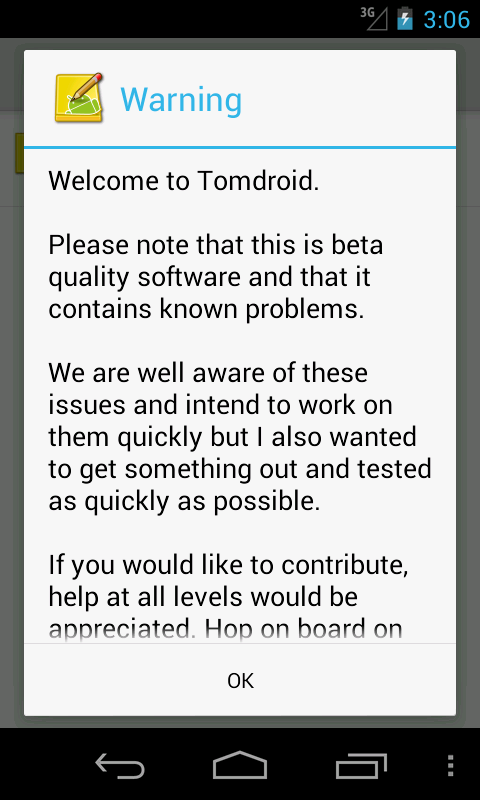 3G 3:06
Warning
Welcome to Tomdroid.
Please note that this is beta
quality software and that it
contains known problems.
We are well aware of these
issues and intend to work on
them quickly but I also wanted
to get something out and tested
as quickly as possible.
If you would like to contribute,
help at all levels would be
appreciated. Hop on board on
OK